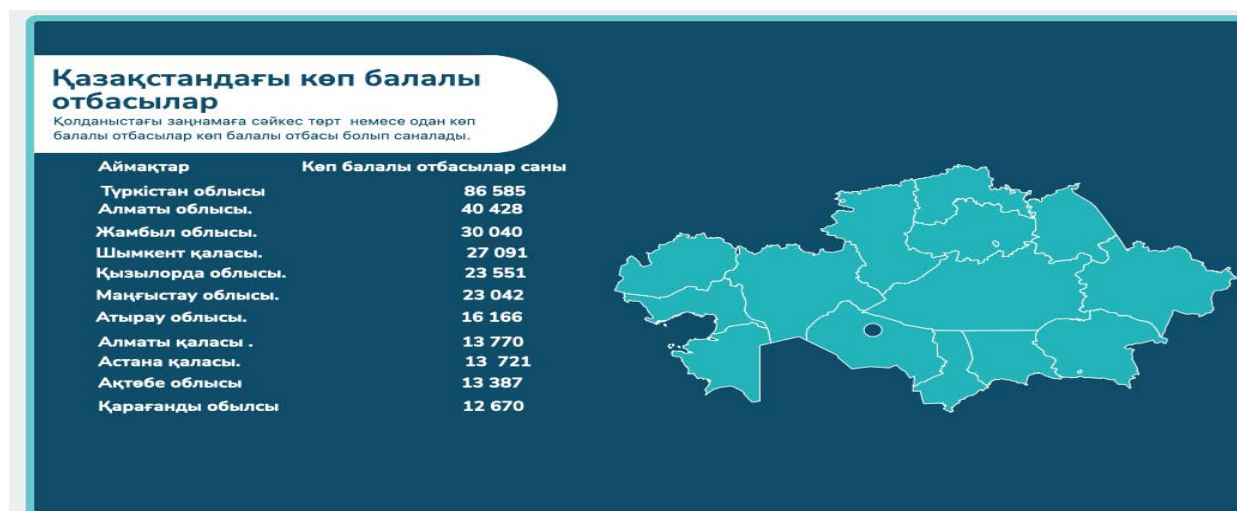 Қазақстандағы көп балалы
отбасылар
Қолданыстағы заңнамаға сәйкес төрт немесе одан көп
балалы отбасылар көп балалы отбасы болып саналады.
Аймақтар Көп балалы отбасылар саны
Түркістан облысы 86 585
Алматы облысы. 40 428
Жамбыл облысы. 30 040
Шымкент қаласы. 27 091
Қызылорда облысы. 23 551
Маңғыстау облысы. 23 042
Атырау облысы. 16 166
Алматы қаласы . 13 770
Астана қаласы. 13 721
Ақтөбе облысы 13 387
Қарағанды обылсы 12 670